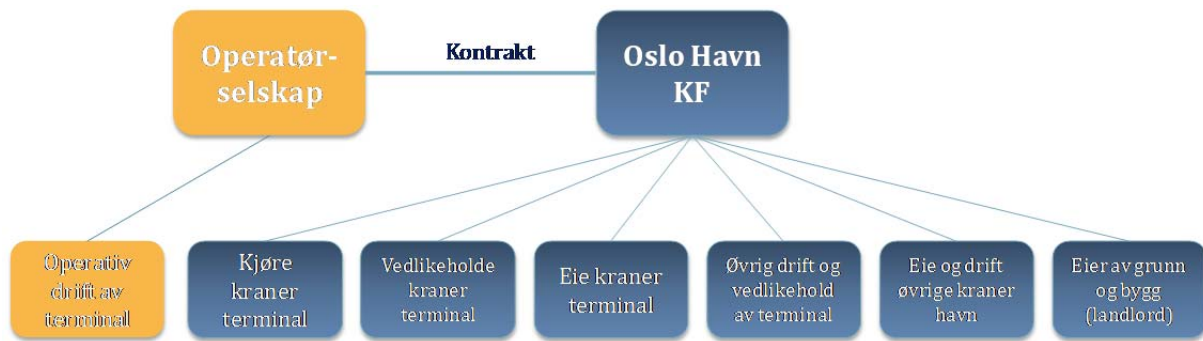 Operatør-
selskap
Kontrakt
Oslo Havn
KF
Operativ
drift av
terminal
Kjøre
kraner
terminal
Vedlikeholde
kraner
terminal
Eie kraner
terminal
Øvrig drift og
vedlikehold
av terminal
Eie og drift
øvrige kraner
havn
Eier av grunn
og bygg
(landlord)